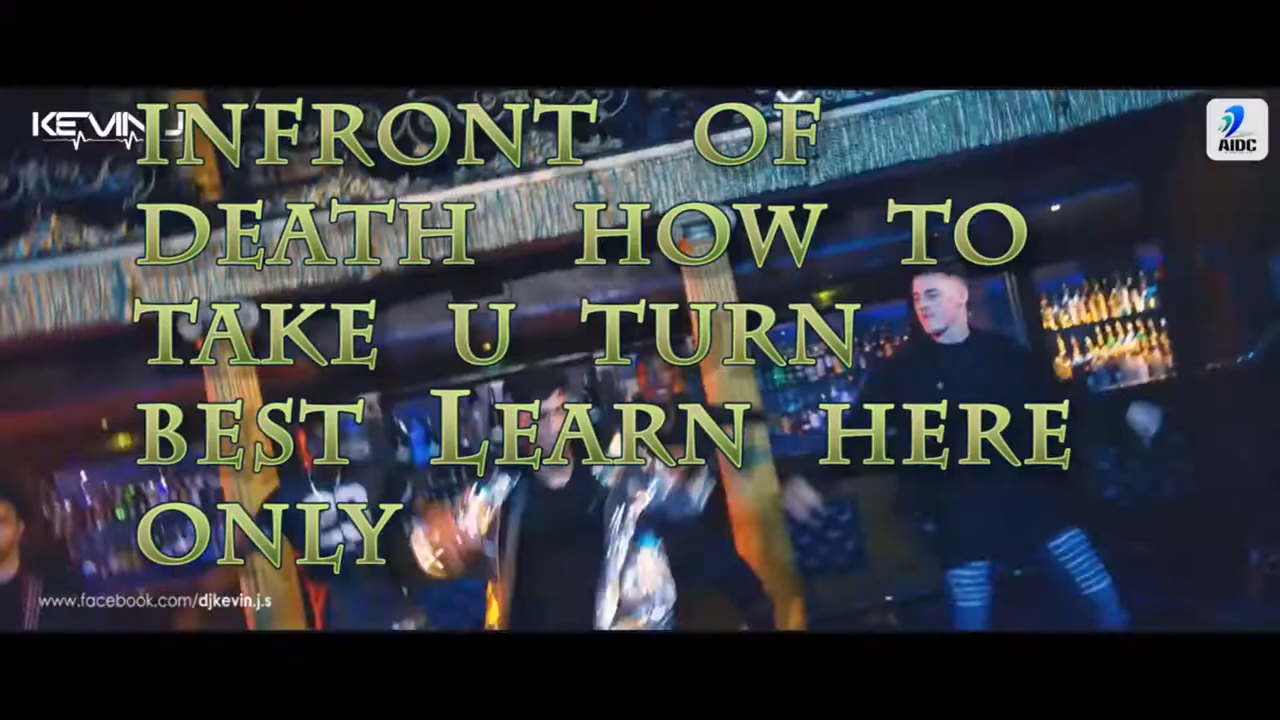 KEVIN J
INFRONT OF
DEATH HOW TO
TAKE U TURN
BEST LEARN HERE
ONLY
AIDC
www.facebook.com/djkevin.j.s